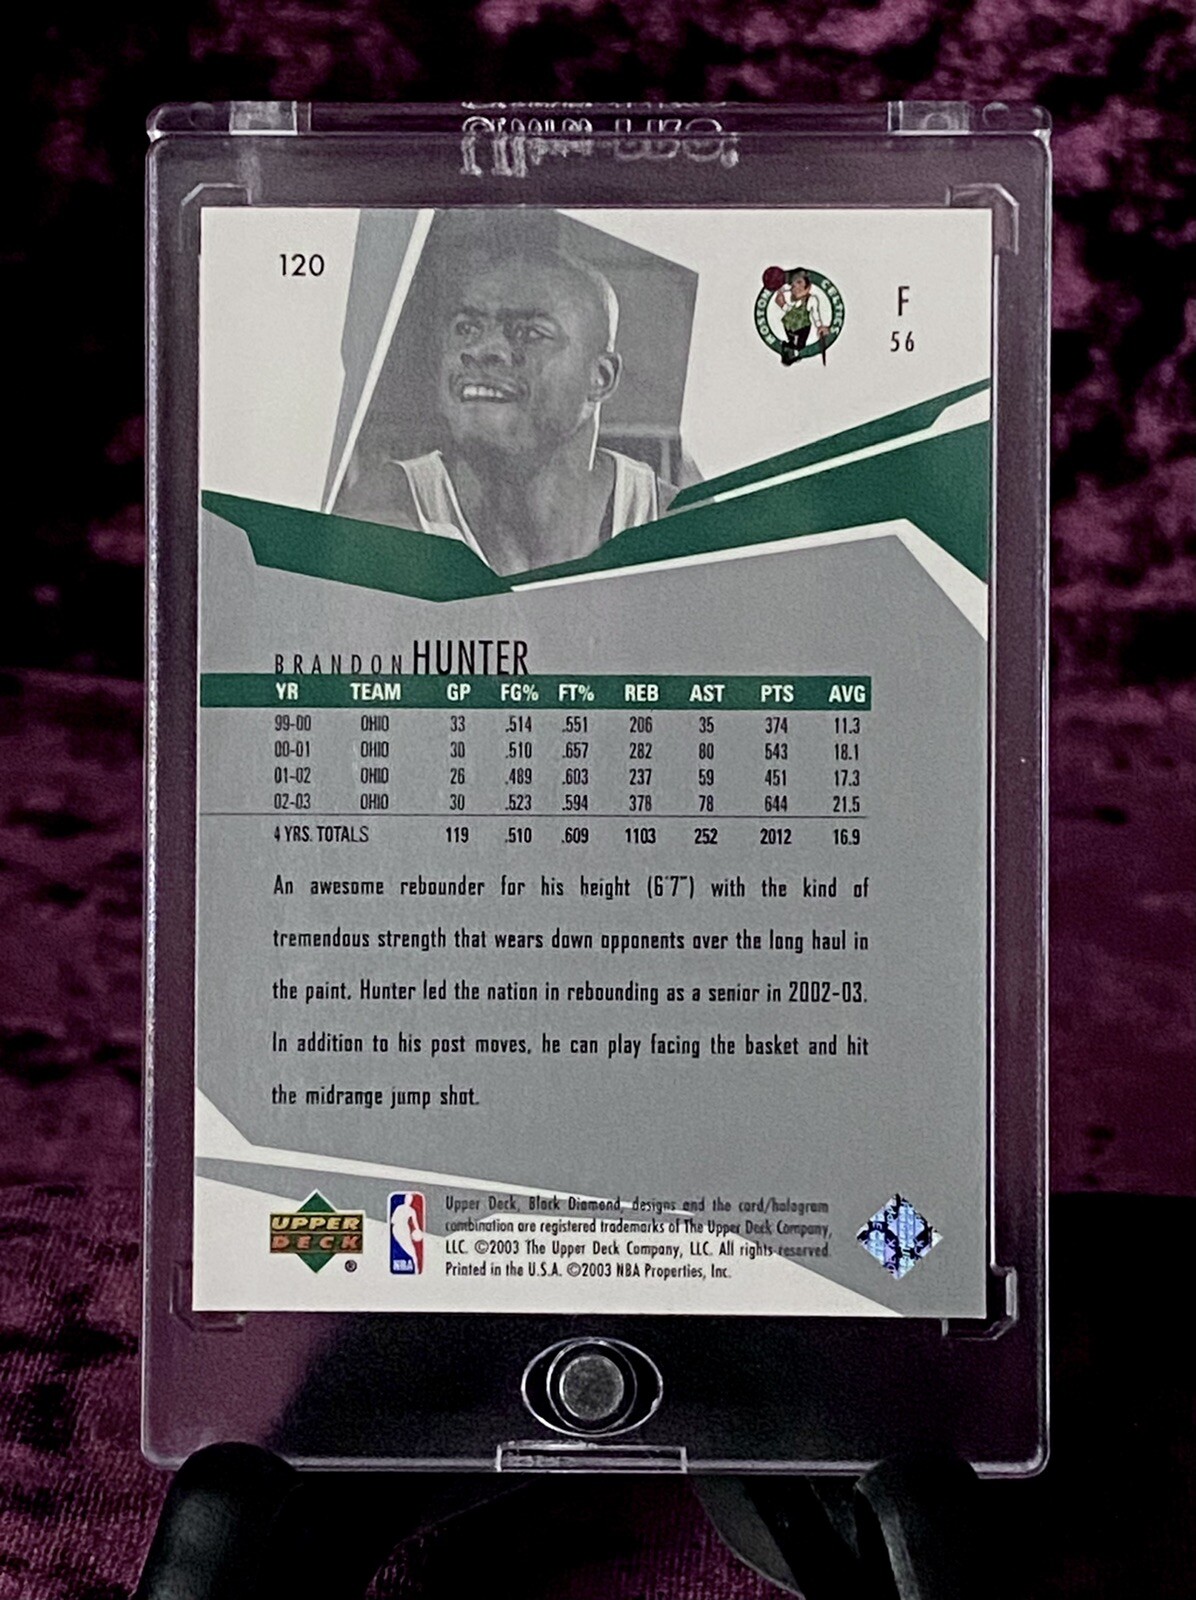 120
BOSTON CELTICS
F
56
BRANDON HUNTER
YR TEAM GP FG% FT% REB AST PTS AVG
99-00 OHIO 33 .514 .551 206 35 374 11.3
00-01 OHIO 30 .510 .657 282 80 543 18.1
01-02 OHIO 26 .489 .603 237 59 451 17.3
02-03 OHIO 30 .523 .594 378 78 644 21.5
4 YRS. TOTALS 119 .510 .609 1103 252 2012 16.9
An awesome rebounder for his height (6'7") with the kind of
tremendous strength that wears down opponents over the long haul in
the paint. Hunter led the nation in rebounding as a senior in 2002-03.
In addition to his post moves, he can play facing the basket and hit
the midrange jump shot.
UPPER
DECK ®
NBA
Upper Deck, Black Diamond, designs and the card/hologram
combination are registered trademarks of The Upper Deck Company,
LLC. ©2003 The Upper Deck Company, LLC. All rights reserved.
Printed in the U.S.A. ©2003 NBA Properties, Inc.